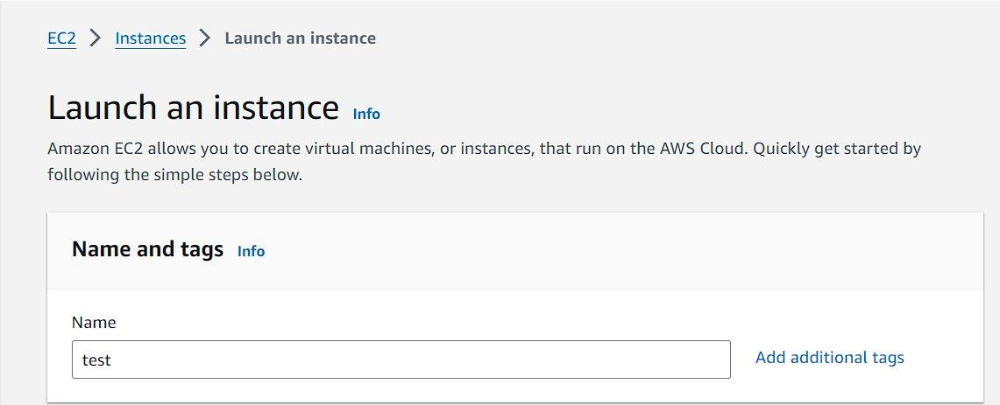 EC2 > Instances > Launch an instance
Launch an instance Info
Amazon EC2 allows you to create virtual machines, or instances, that run on the AWS Cloud. Quickly get started by
following the simple steps below.
Name and tags Info
Name
test Add additional tags